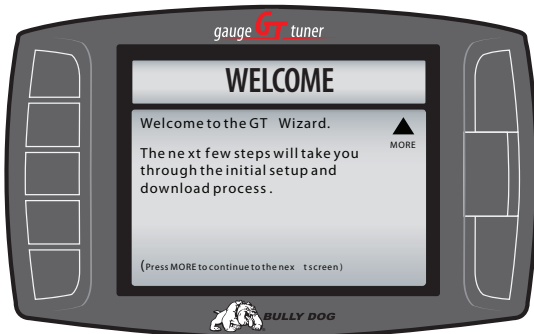 gauge GT tuner
WELCOME
Welcome to the GT Wizard.
MORE
The next few steps will take you
through the initial setup and
download process.
(Press MORE to continue to the next screen)
BULLY DOG